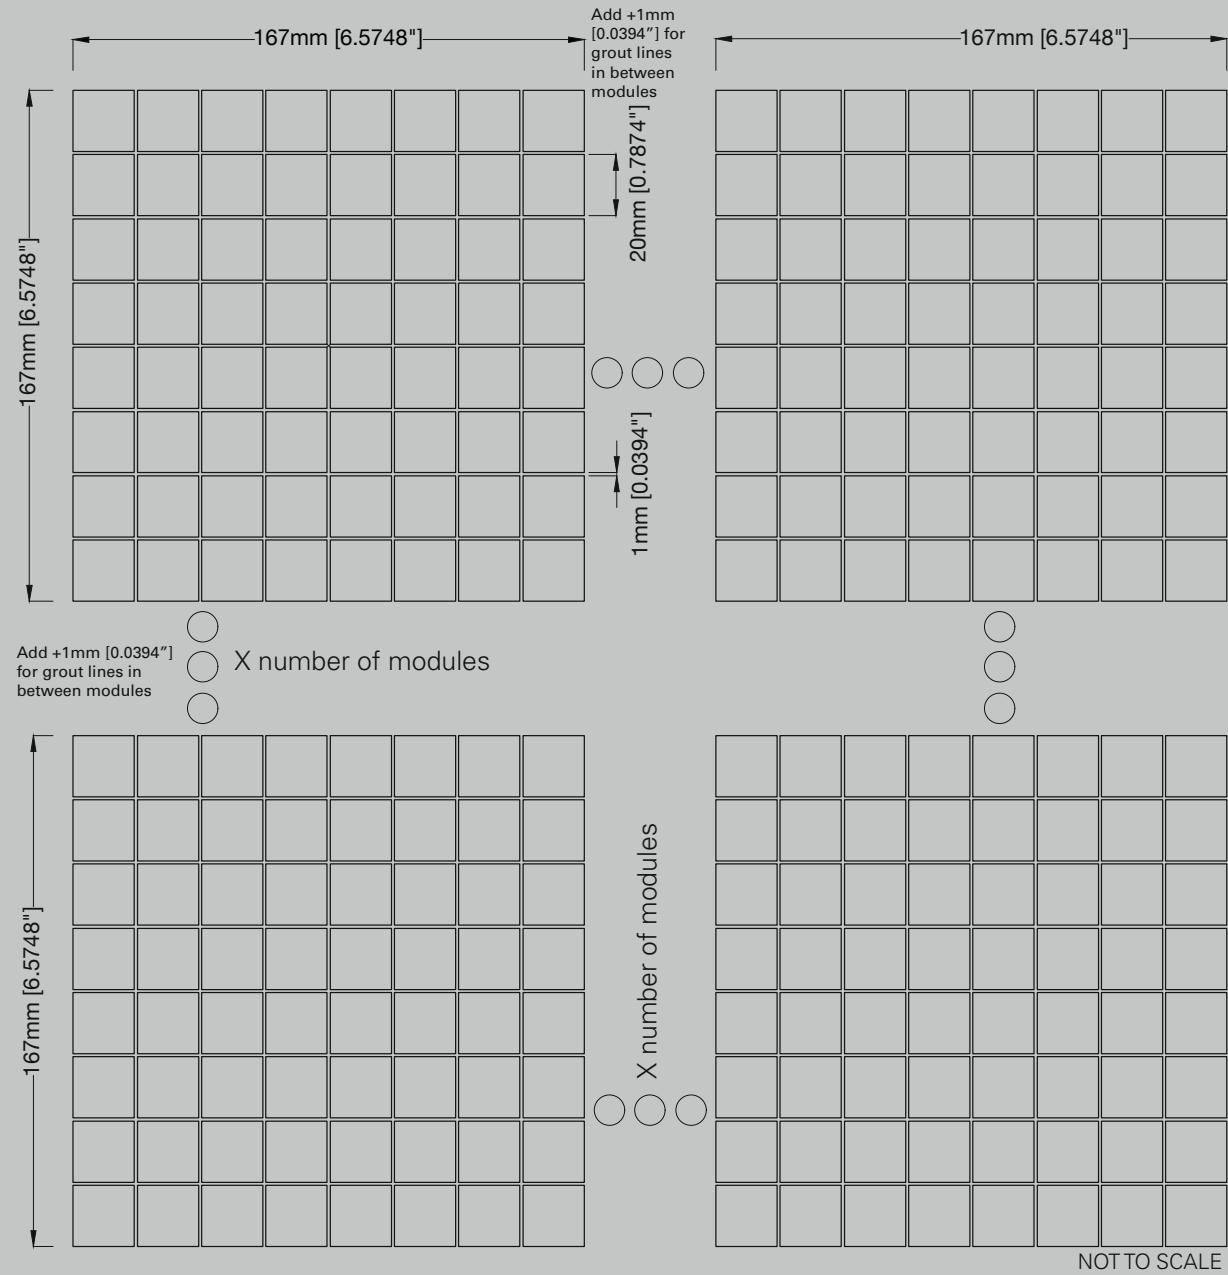 167mm [6.5748"]
Add +1mm
[0.0394”] for
grout lines
in between
modules
167mm [6.5748"]
20mm [0.7874"]
167mm [6.5748"]
1mm [0.0394"]
Add +1mm [0.0394”]
for grout lines in
between modules
X number of modules
167mm [6.5748"]
X number of modules
NOT TO SCALE